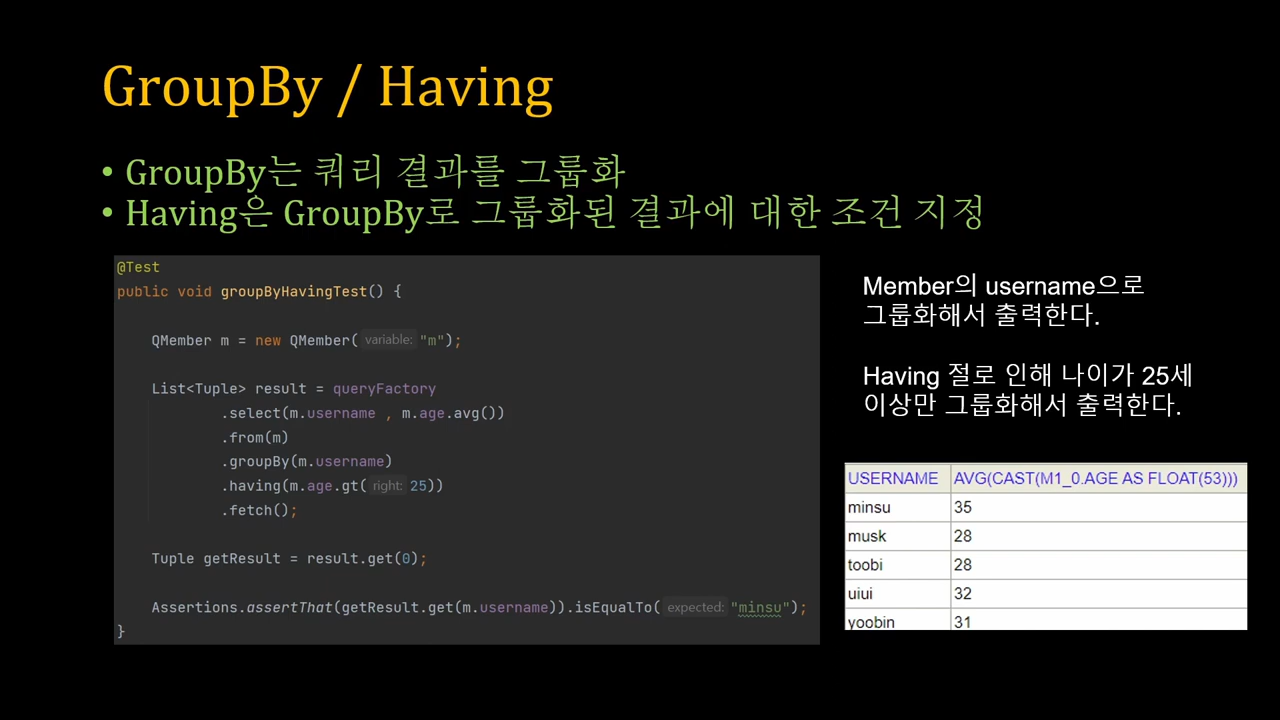 GroupBy / Having
• GroupBy는 쿼리 결과를 그룹화
• Having은 GroupBy로 그룹화된 결과에 대한 조건 지정
@Test
public void groupByHavingTest() {
QMember m = new QMember( variable: "m");
List<Tuple> result = queryFactory
.select(m.username , m.age.avg())
.from(m)
.groupBy(m.username)
.having(m.age.gt( right: 25))
.fetch();
Tuple getResult = result.get(0);
Assertions.assertThat(getResult.get(m.username)).isEqualTo( expected: "minsu");
}
Member의 username으로
그룹화해서 출력한다.
Having 절로 인해 나이가 25세
이상만 그룹화해서 출력한다.
USERNAME AVG(CAST(M1_0.AGE AS FLOAT(53)))
minsu 35
musk 28
toobi 28
uiui 32
yoobin 31